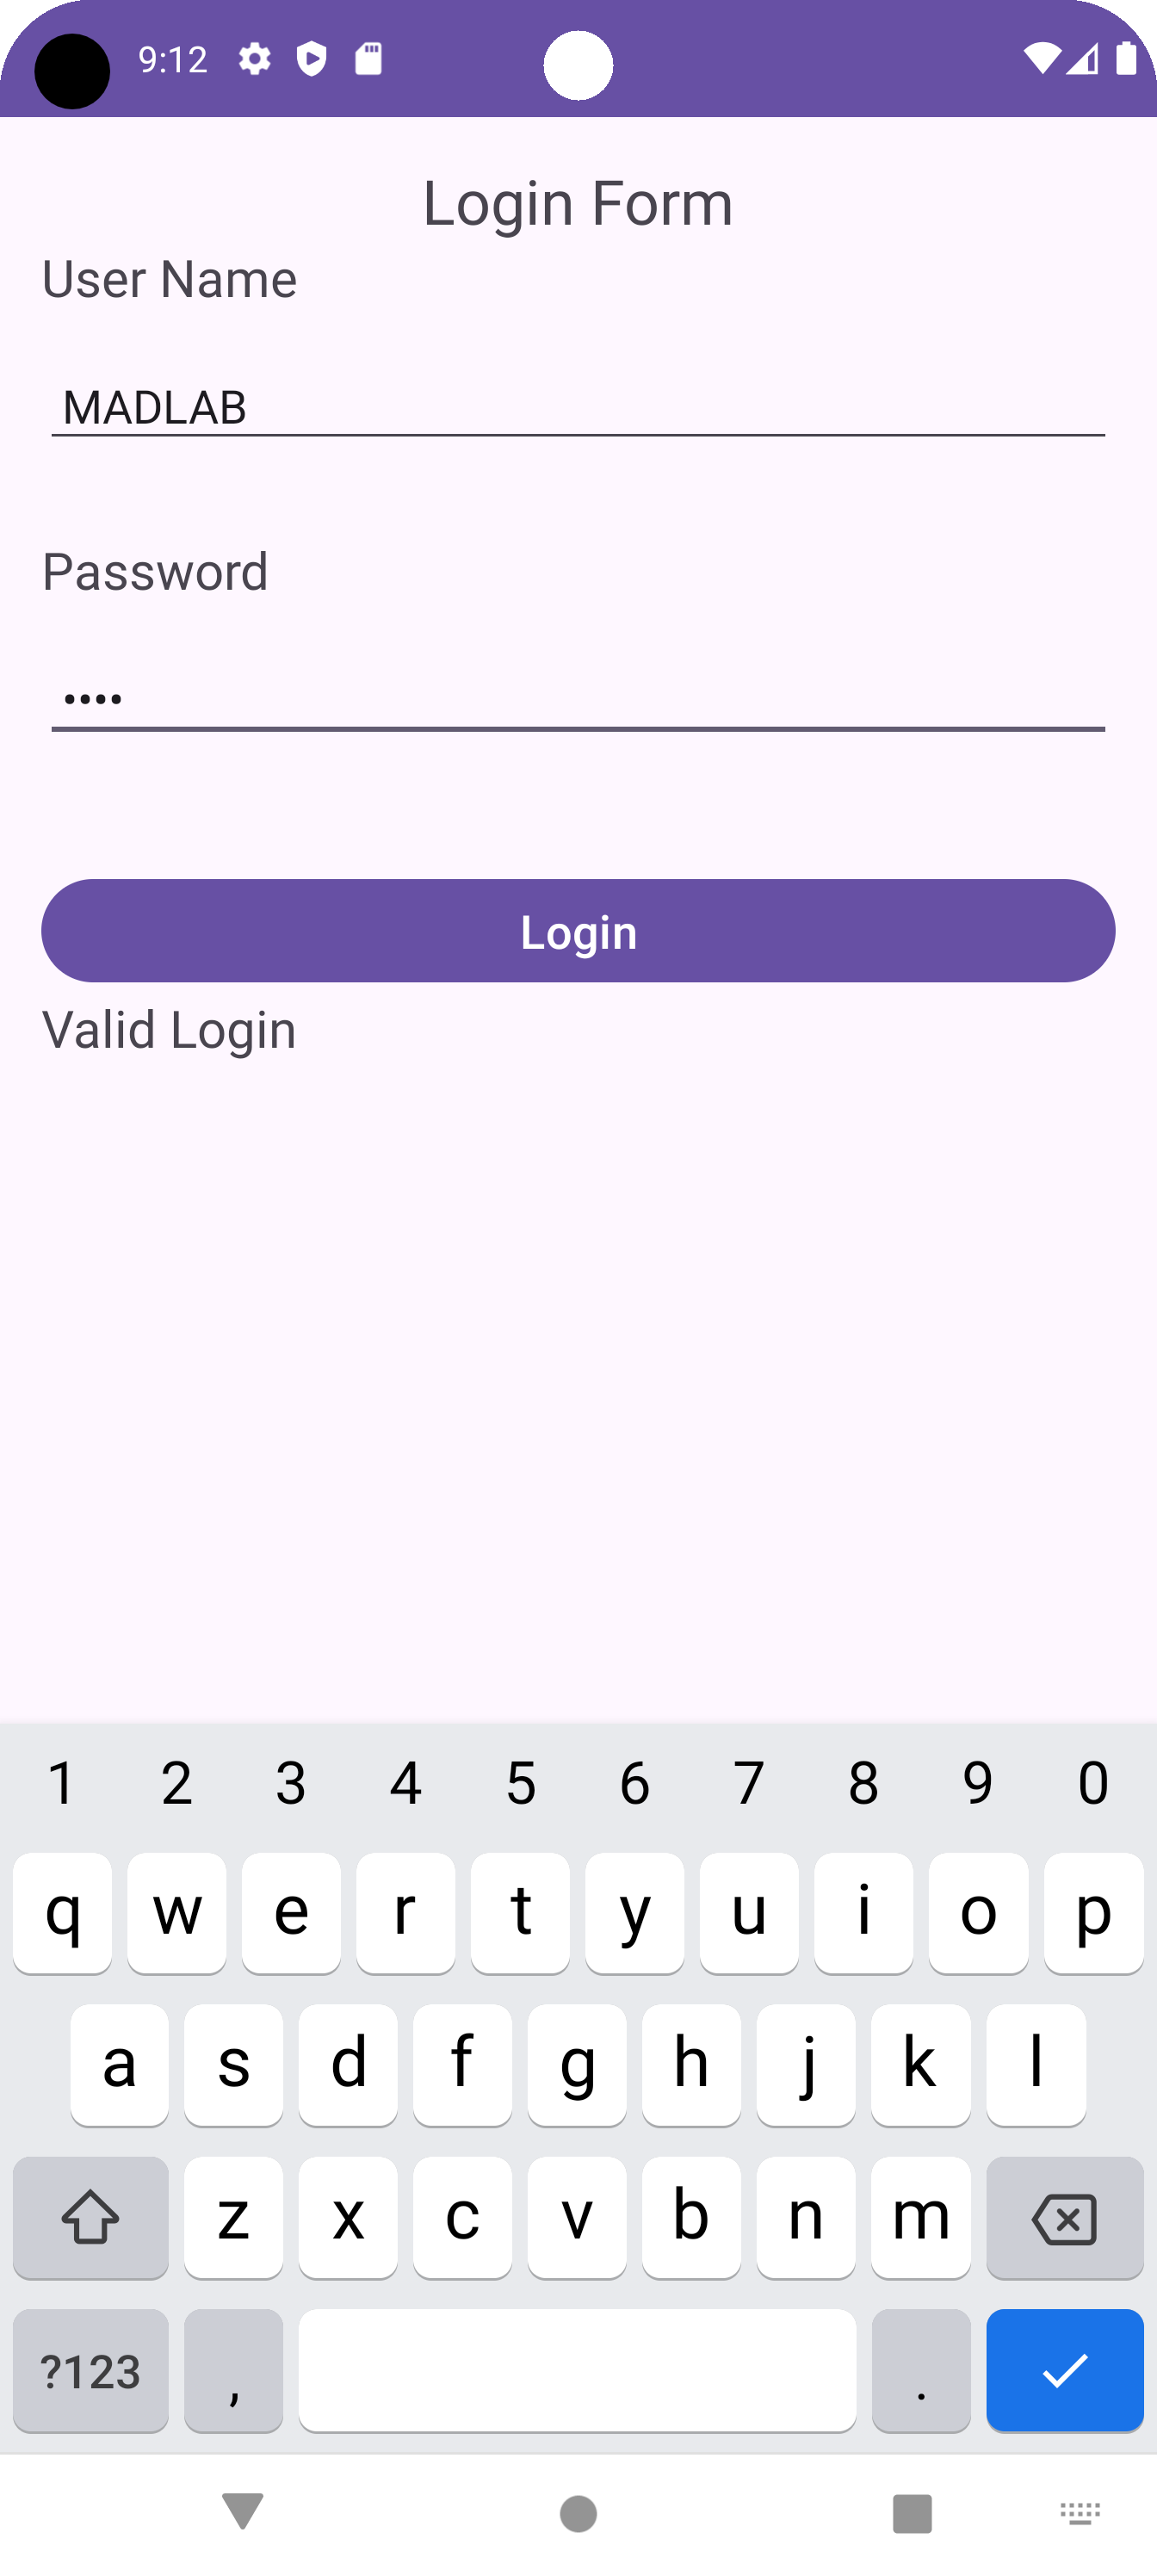 9:12
Login Form
User Name
MADLAB
Password
••••
Login
Valid Login
1 2 3 4 5 6 7 8 9 0
q w e r t y u i o p
a s d f g h j k l
z x c v b n m
?123 , .